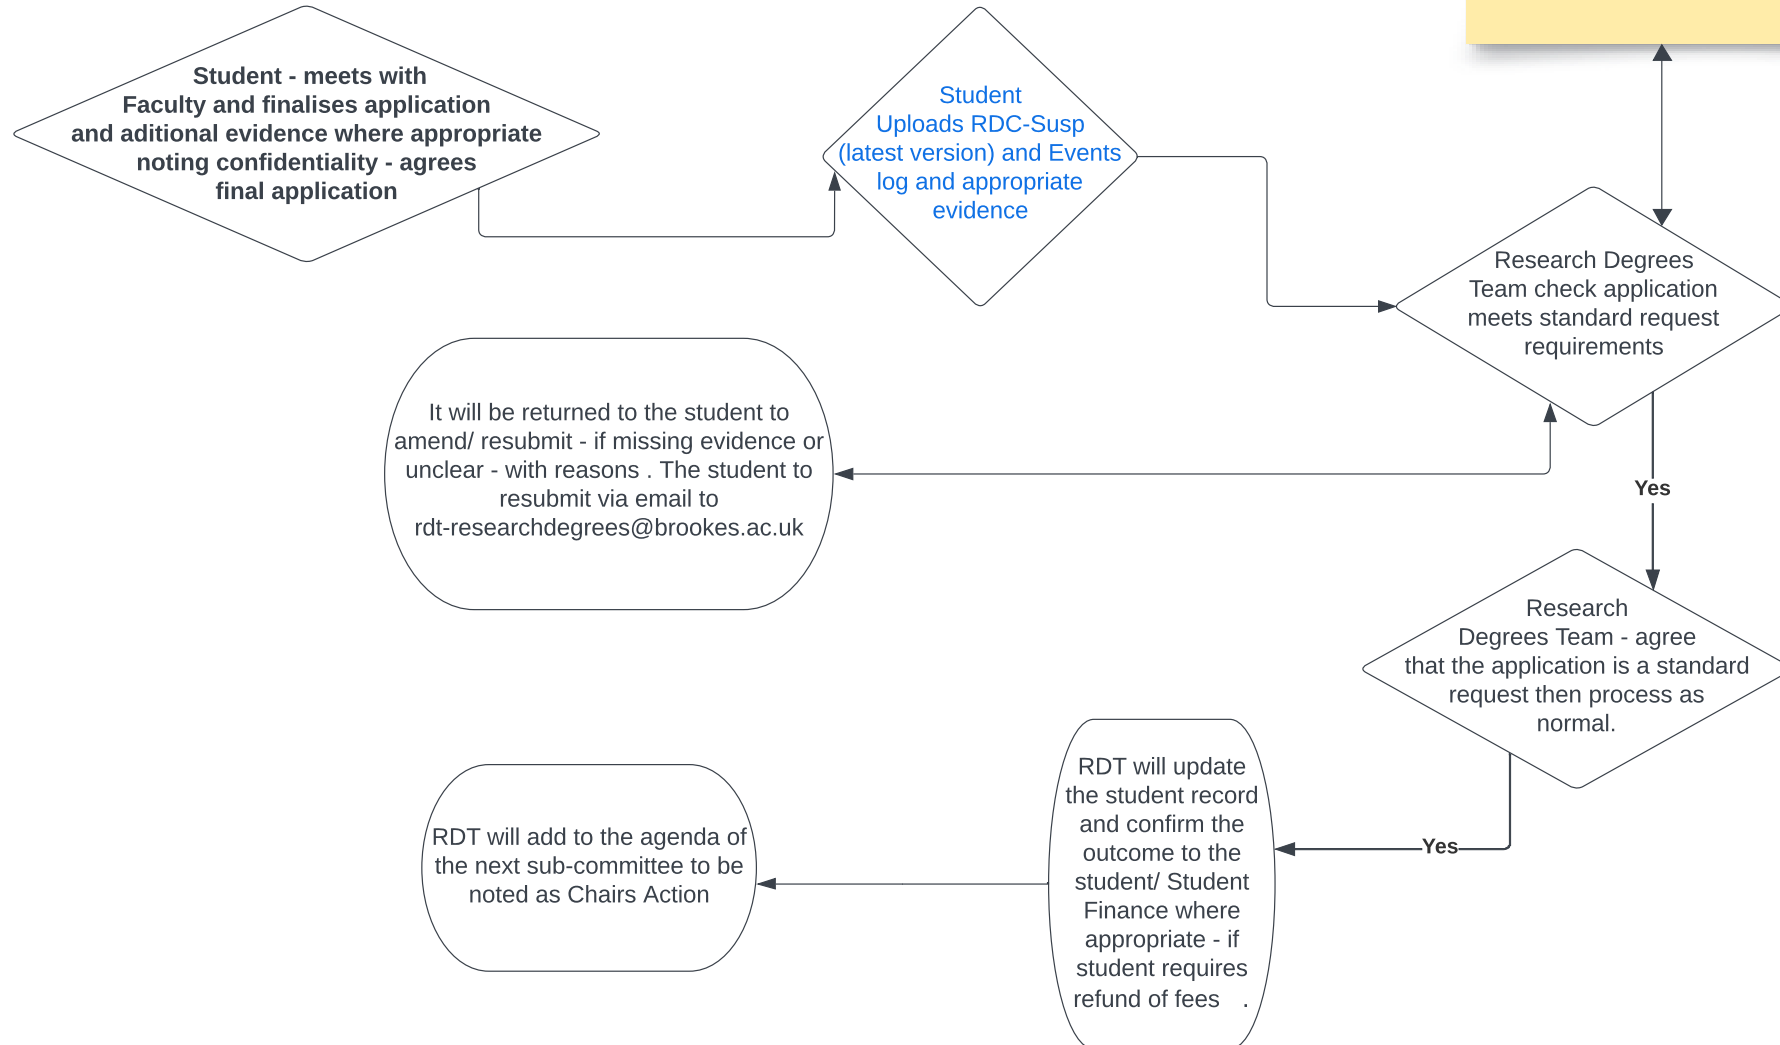 Student - meets with
Faculty and finalises application
and aditional evidence where appropriate
noting confidentiality - agrees
final application
Student
Uploads RDC-Susp
(latest version) and Events
log and appropriate
evidence
Research Degrees
Team check application
meets standard request
requirements
It will be returned to the student to
amend/ resubmit - if missing evidence or
unclear - with reasons . The student to
resubmit via email to
rdt-researchdegrees@brookes.ac.uk
Yes
Research
Degrees Team - agree
that the application is a standard
request then process as
normal.
Yes
RDT will update
the student record
and confirm the
outcome to the
student/ Student
Finance where
appropriate - if
student requires
refund of fees .
RDT will add to the agenda of
the next sub-committee to be
noted as Chairs Action